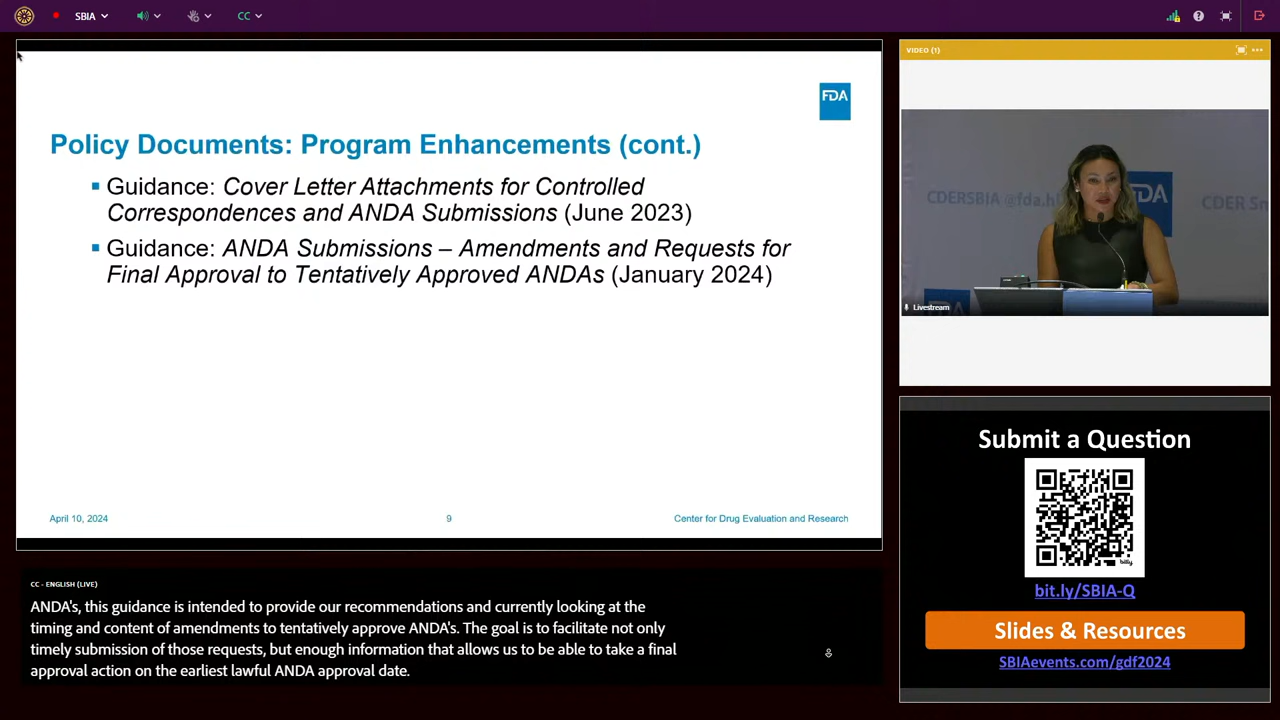 SBIA
CC
FDA
Policy Documents: Program Enhancements (cont.)
Guidance: Cover Letter Attachments for Controlled
Correspondences and ANDA Submissions (June 2023)
Guidance: ANDA Submissions – Amendments and Requests for
Final Approval to Tentatively Approved ANDAs (January 2024)
April 10, 2024
9
Center for Drug Evaluation and Research
CC - ENGLISH (LIVE)
ANDA's, this guidance is intended to provide our recommendations and currently looking at the
timing and content of amendments to tentatively approve ANDA's. The goal is to facilitate not only
timely submission of those requests, but enough information that allows us to be able to take a final
approval action on the earliest lawful ANDA approval date.
VIDEO (1)
CDERSBIA @fda.h
FDA
CDER Sm
Livestream
Submit a Question
bitly
bit.ly/SBIA-Q
Slides & Resources
SBIAevents.com/gdf2024